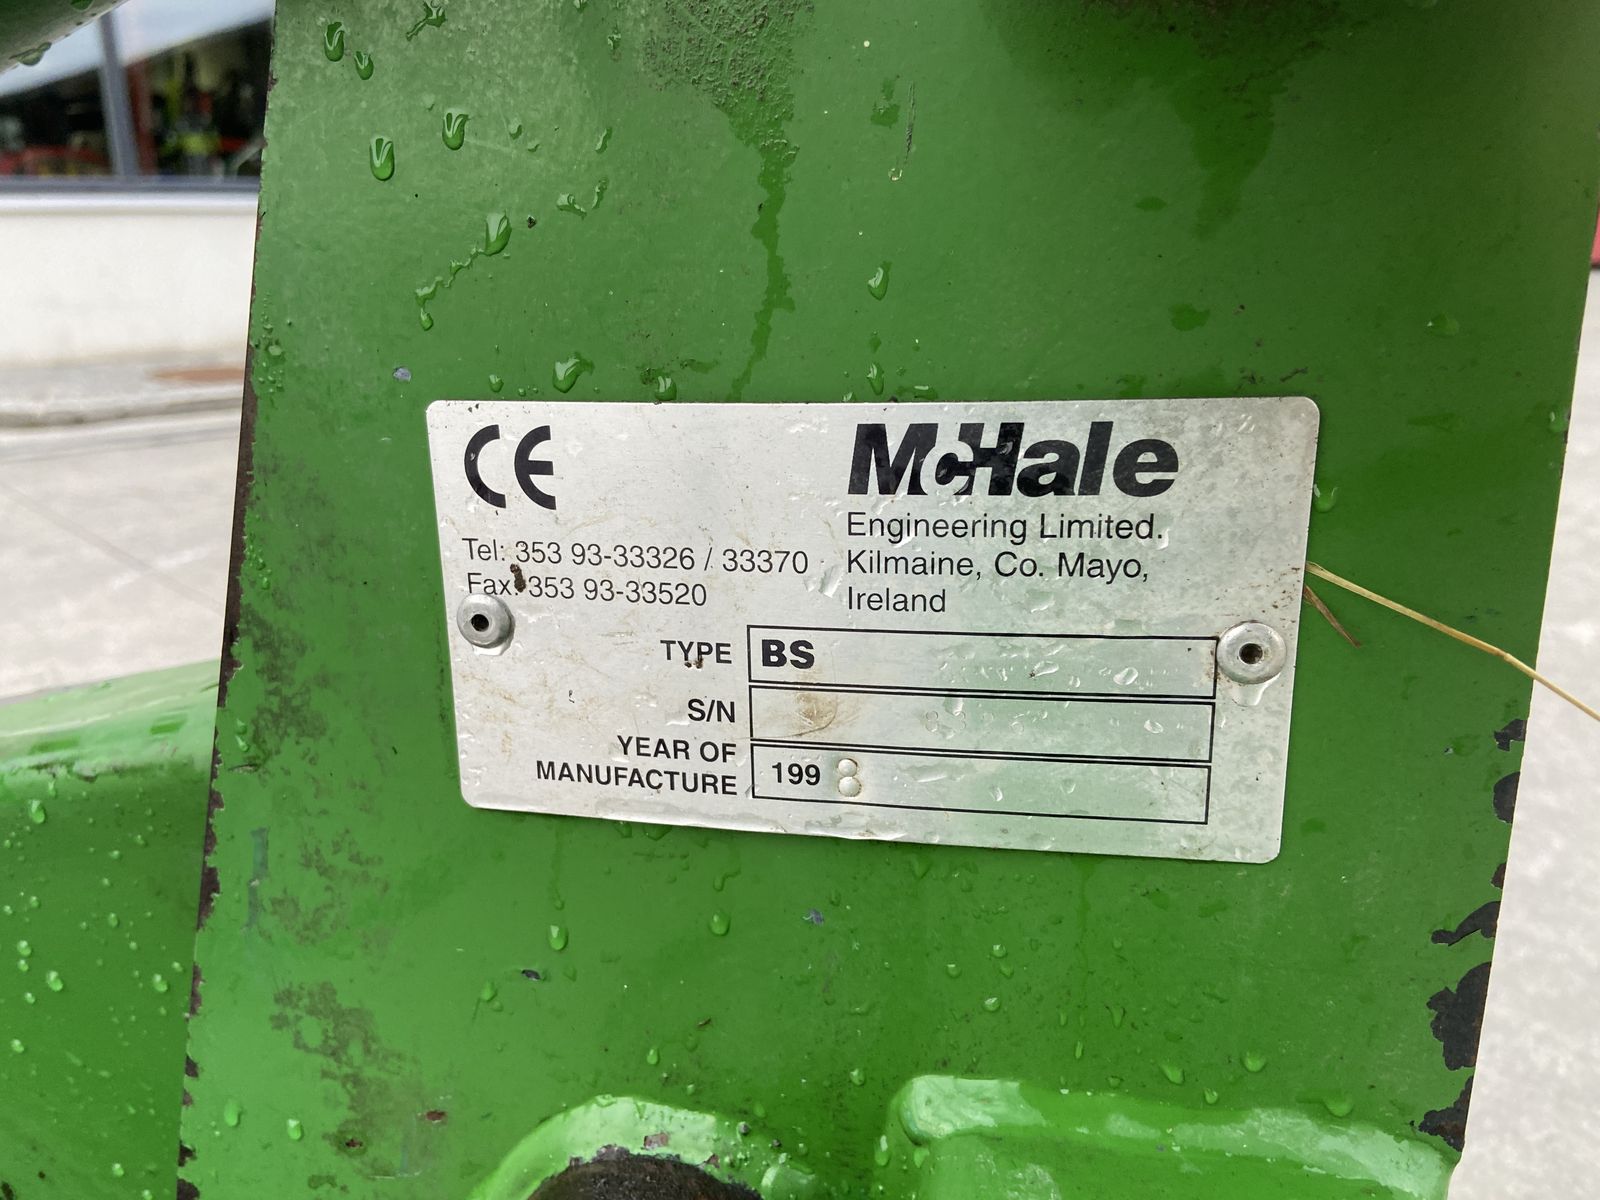 CE
McHale
Engineering Limited.
Kilmaine, Co. Mayo,
Ireland
Tel: 353 93-33326 / 33370
Fax: 353 93-33520
TYPE BS
S/N
YEAR OF
MANUFACTURE 1998